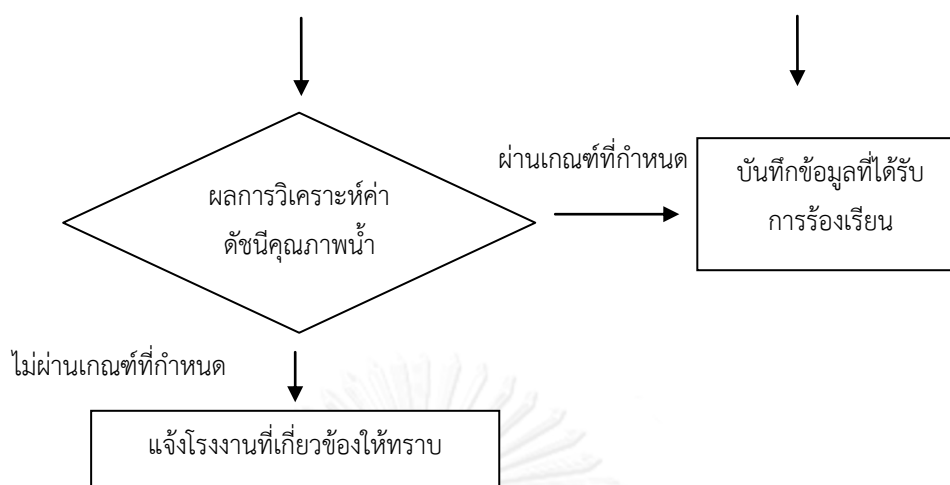 ผ่านเกณฑ์ที่กำหนด
ผลการวิเคราะห์ค่า
ดัชนีคุณภาพน้ำ
บันทึกข้อมูลที่ได้รับ
การร้องเรียน
ไม่ผ่านเกณฑ์ที่กำหนด
แจ้งโรงงานที่เกี่ยวข้องให้ทราบ